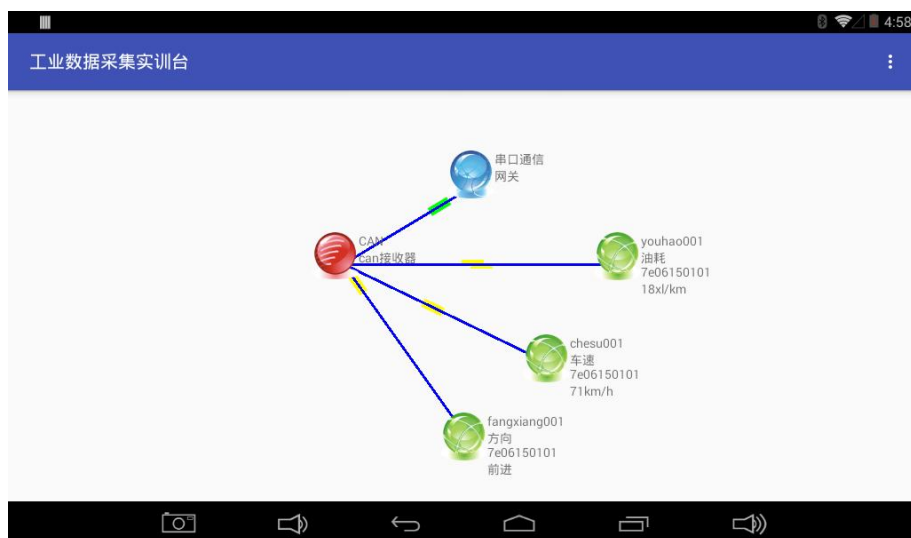 4:58
工业数据采集实训台
串口通信
网关
CAN
can接收器
youhao001
油耗
7e06150101
18xl/km
chesu001
车速
7e06150101
71km/h
fangxiang001
方向
7e06150101
前进